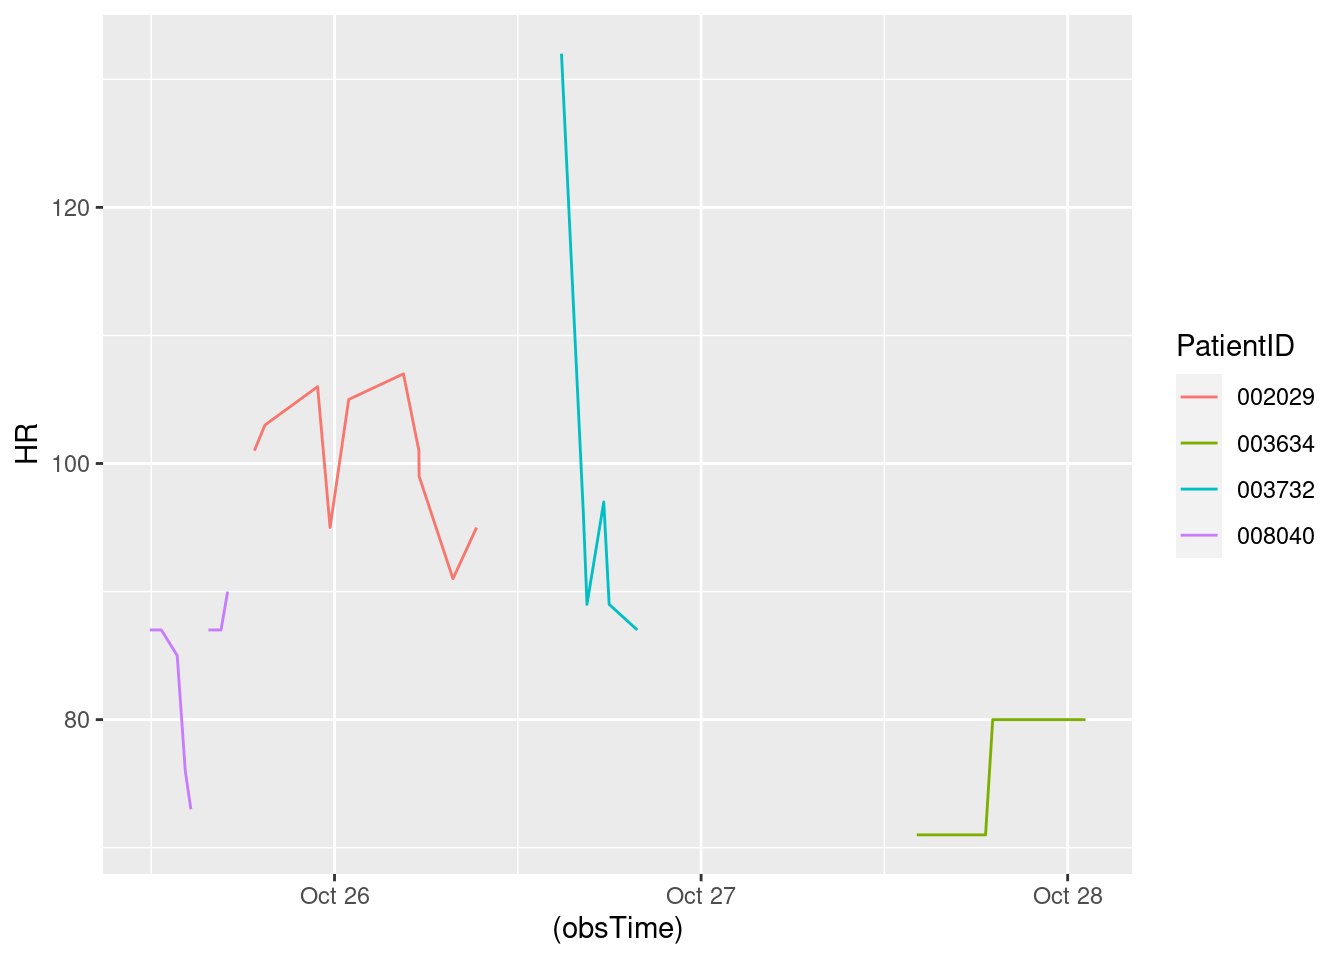 HR
120
100
80
Oct 26
Oct 27
Oct 28
(obsTime)
PatientID
002029
003634
003732
008040